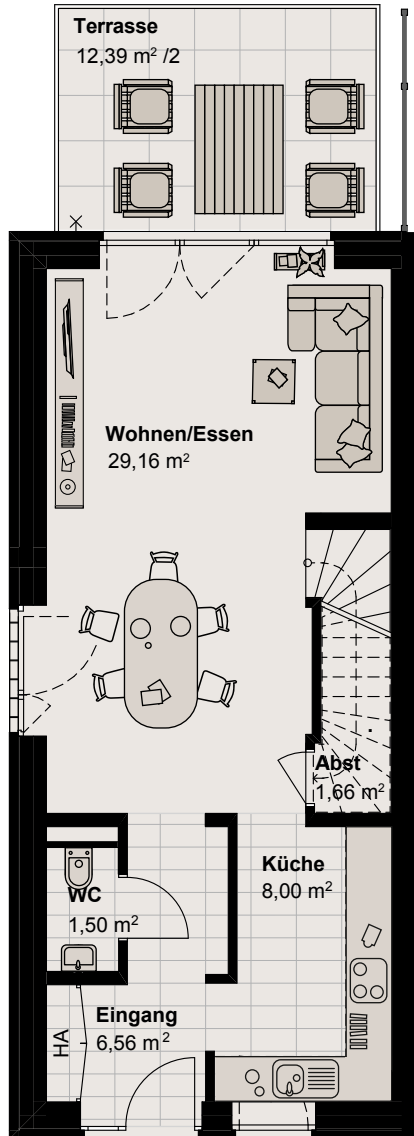 Terrasse
12,39 m² /2
Wohnen/Essen
29,16 m²
Abst
1,66 m²
Küche
8,00 m²
WC
1,50 m²
Eingang
6,56 m²
HA